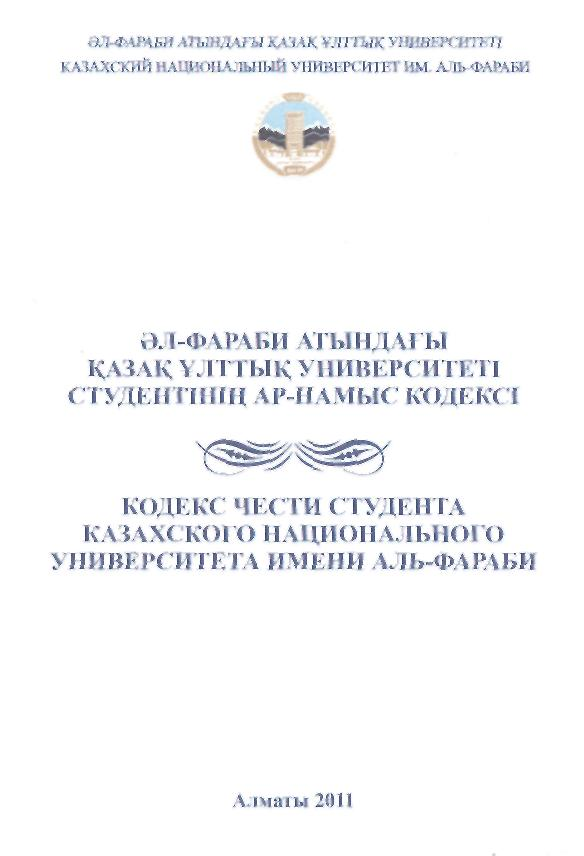 ӘЛ-ФАРАБИ АТЫНДАҒЫ ҚАЗАҚ ҰЛТТЫҚ УНИВЕРСИТЕТІ
КАЗАХСКИЙ НАЦИОНАЛЬНЫЙ УНИВЕРСИТЕТ ИМ. АЛЬ-ФАРАБИ
ӘЛ-ФАРАБИ АТЫНДАҒЫ
ҚАЗАҚ ҰЛТТЫҚ УНИВЕРСИТЕТІ
СТУДЕНТІНІҢ АР-НАМЫС КОДЕКСІ
КОДЕКС ЧЕСТИ СТУДЕНТА
КАЗАХСКОГО НАЦИОНАЛЬНОГО
УНИВЕРСИТЕТА ИМЕНИ АЛЬ-ФАРАБИ
Алматы 2011